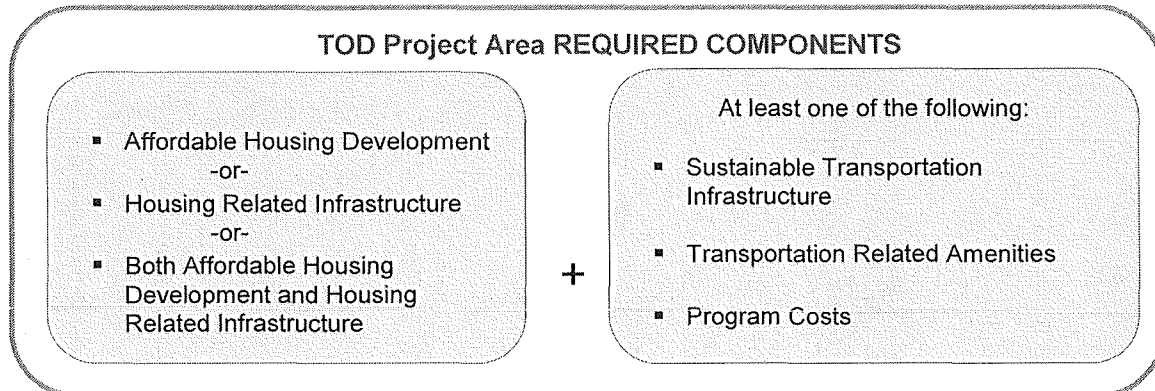 TOD Project Area REQUIRED COMPONENTS
▪ Affordable Housing Development
-or-
▪ Housing Related Infrastructure
-or-
▪ Both Affordable Housing
Development and Housing
Related Infrastructure
+
At least one of the following:
▪ Sustainable Transportation
Infrastructure
▪ Transportation Related Amenities
▪ Program Costs